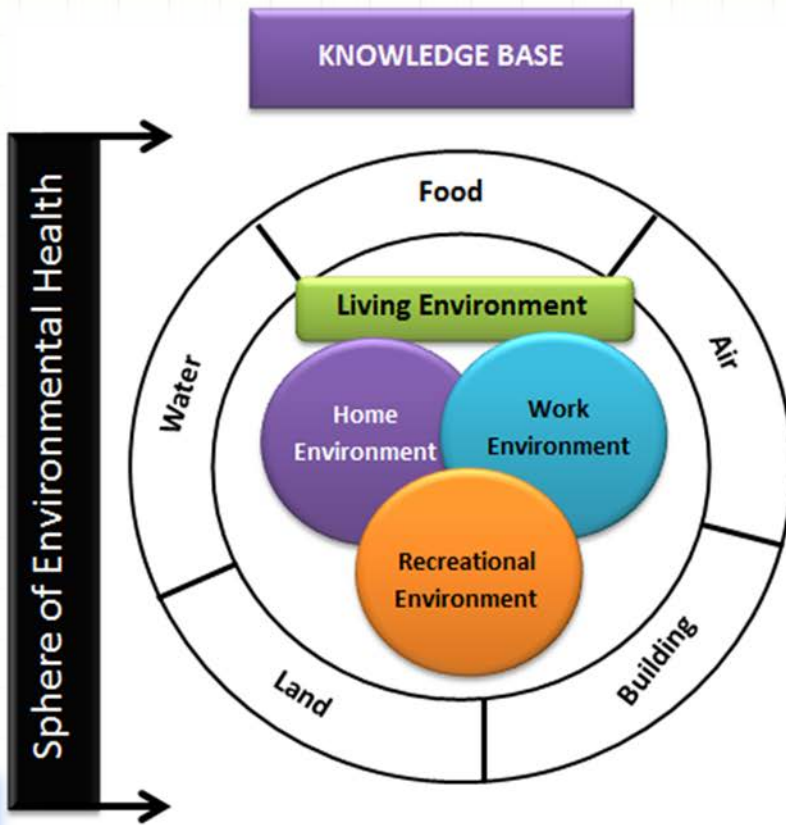 KNOWLEDGE BASE
Sphere of Environmental Health
Food
Living Environment
Water
Air
Home
Environment
Work
Environment
Recreational
Environment
Land
Building